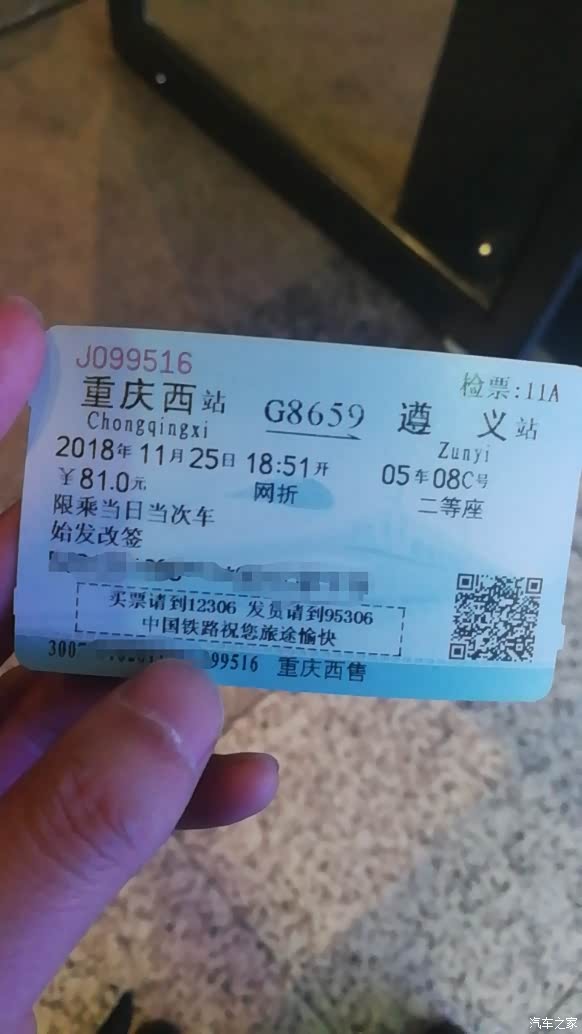 J099516
检票:11A
重庆西站 G8659 遵义站
Chongqingxi Zunyi
2018年11月25日 18:51开 05车08C号
￥81.0元 网折 二等座
限乘当日当次车
始发改签
买票请到12306 发货请到95306
中国铁路祝您旅途愉快
99516 重庆西售
汽车之家